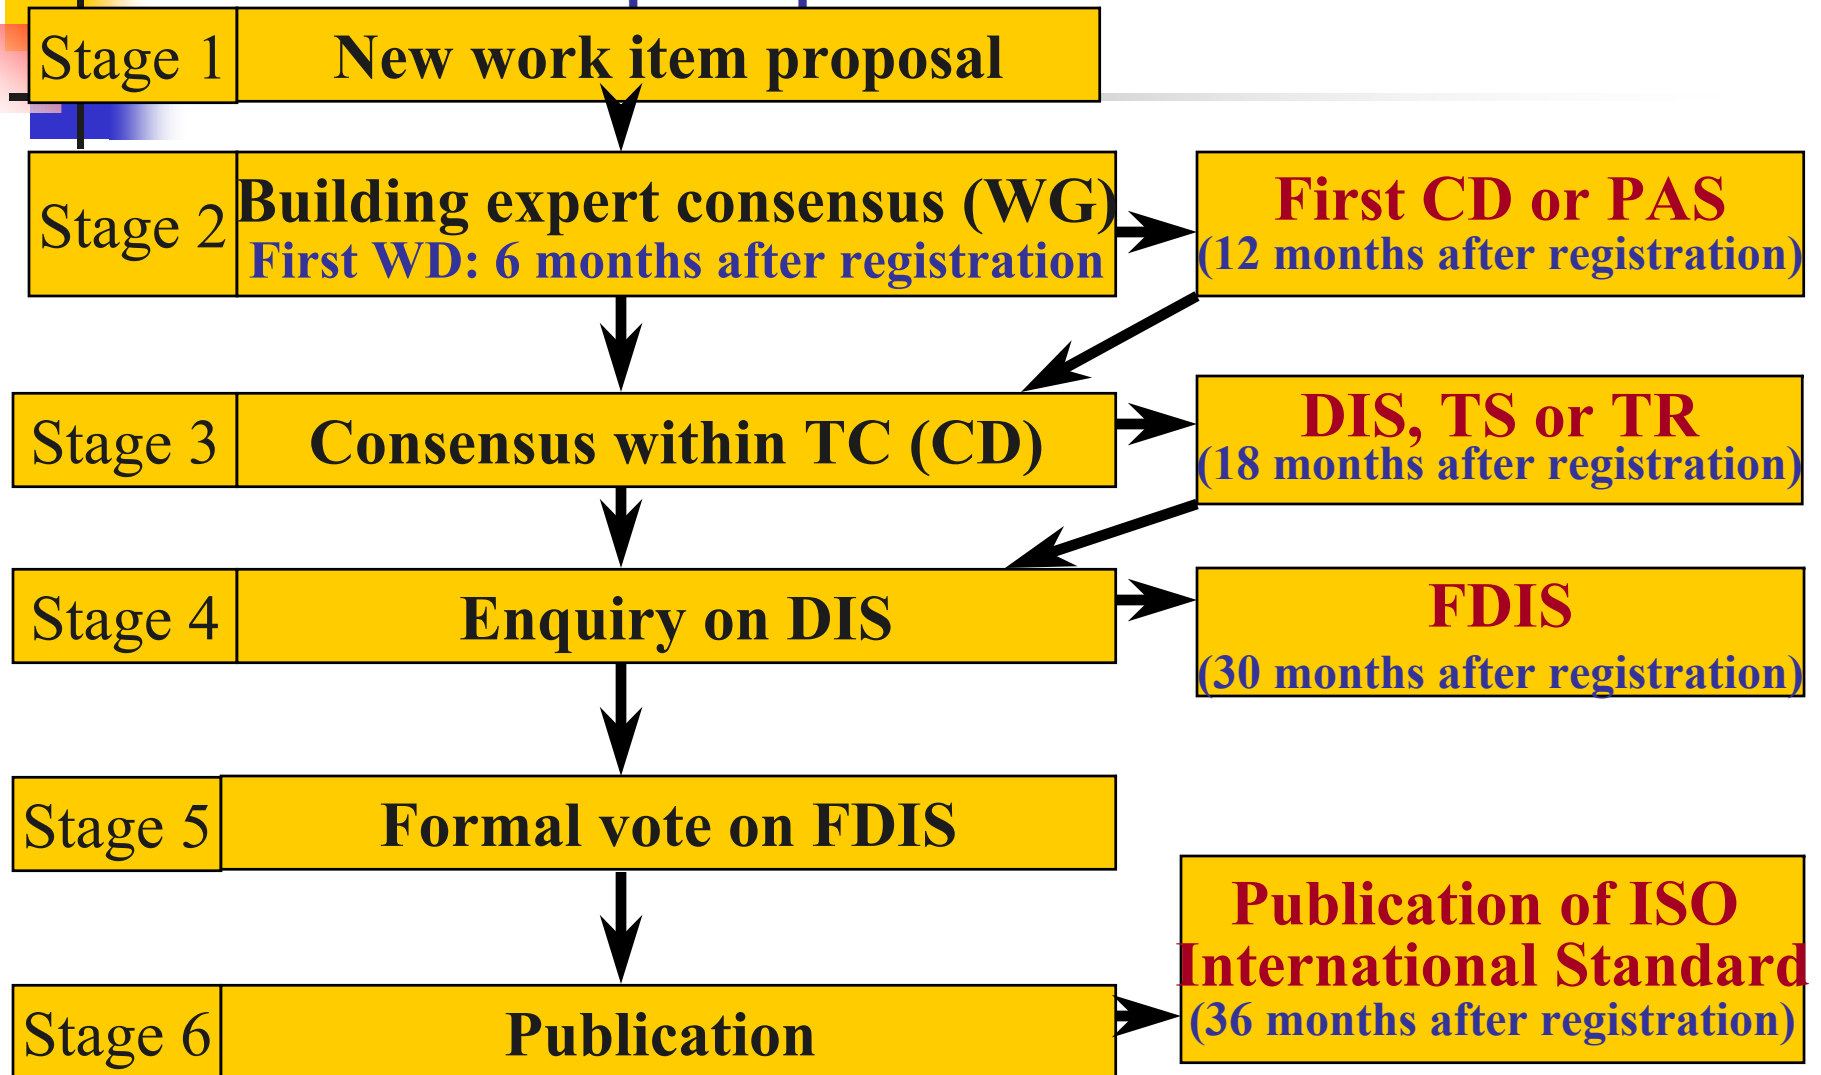 Stage 1
New work item proposal
Stage 2
Building expert consensus (WG)
First WD: 6 months after registration
First CD or PAS
(12 months after registration)
Stage 3
Consensus within TC (CD)
DIS, TS or TR
(18 months after registration)
Stage 4
Enquiry on DIS
FDIS
(30 months after registration)
Stage 5
Formal vote on FDIS
Stage 6
Publication
Publication of ISO
International Standard
(36 months after registration)